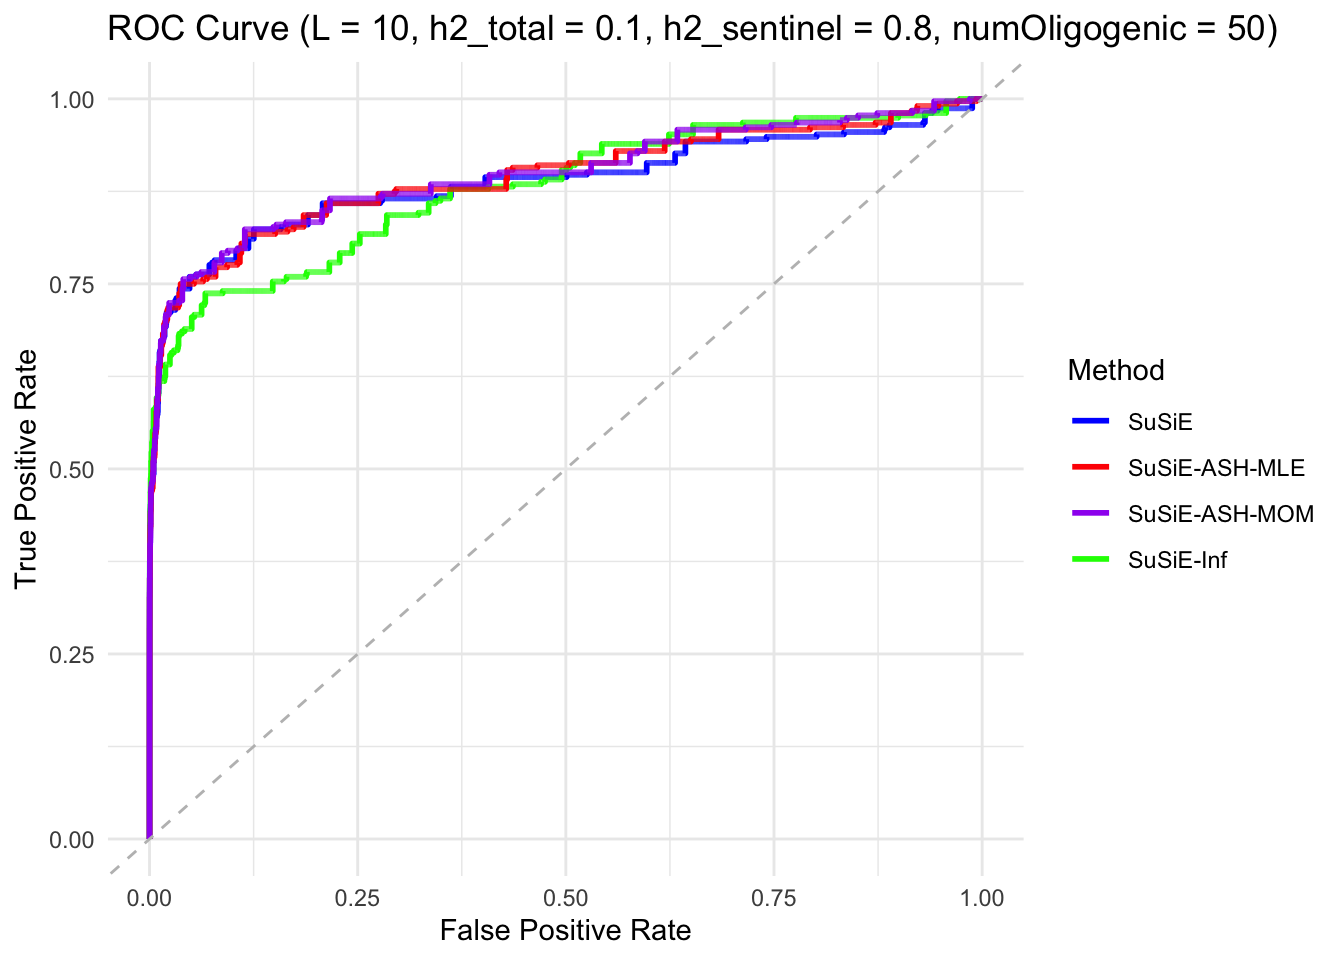 ROC Curve (L = 10, h2_total = 0.1, h2_sentinel = 0.8, numOligogenic = 50)
True Positive Rate
1.00
0.75
0.50
0.25
0.00
0.00 0.25 0.50 0.75 1.00
False Positive Rate
Method
SuSiE
SuSiE-ASH-MLE
SuSiE-ASH-MOM
SuSiE-Inf